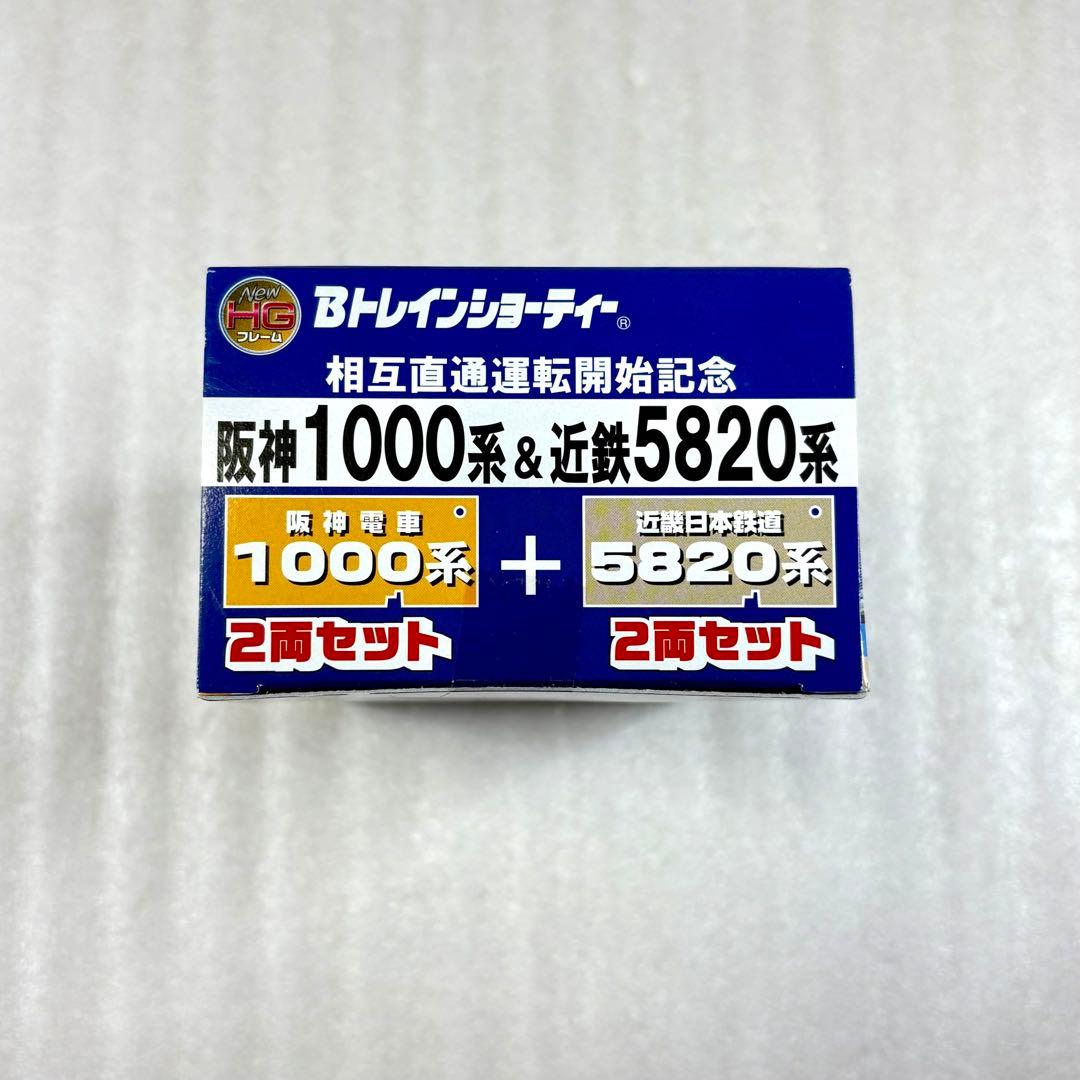 New
HG
フレーム
Bトレインショーティー®
相互直通運転開始記念
阪神1000系&近鉄5820系
阪神電車
1000系
2両セット
+
近畿日本鉄道
5820系
2両セット